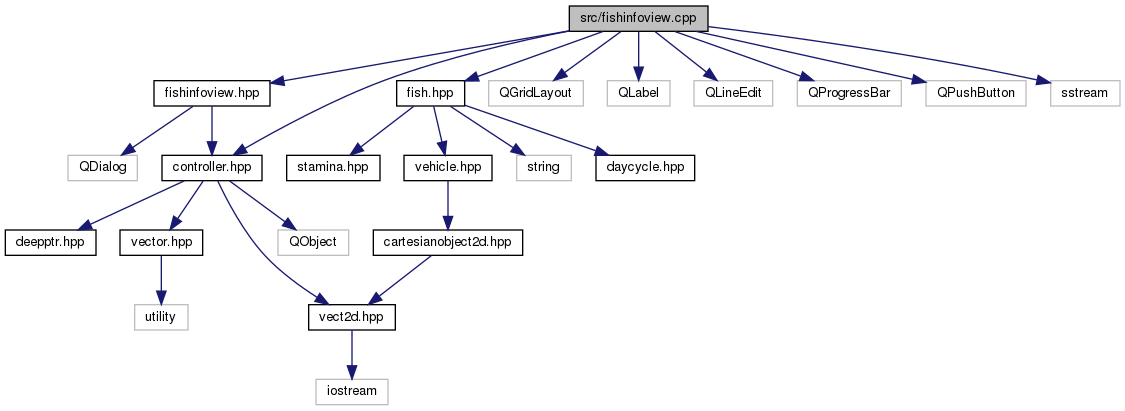 src/fishinfoview.cpp
fishinfoview.hpp
fish.hpp
QGridLayout
QLabel
QLineEdit
QProgressBar
QPushButton
sstream
QDialog
controller.hpp
stamina.hpp
vehicle.hpp
string
daycycle.hpp
deepptr.hpp
vector.hpp
QObject
cartesianobject2d.hpp
utility
vect2d.hpp
iostream